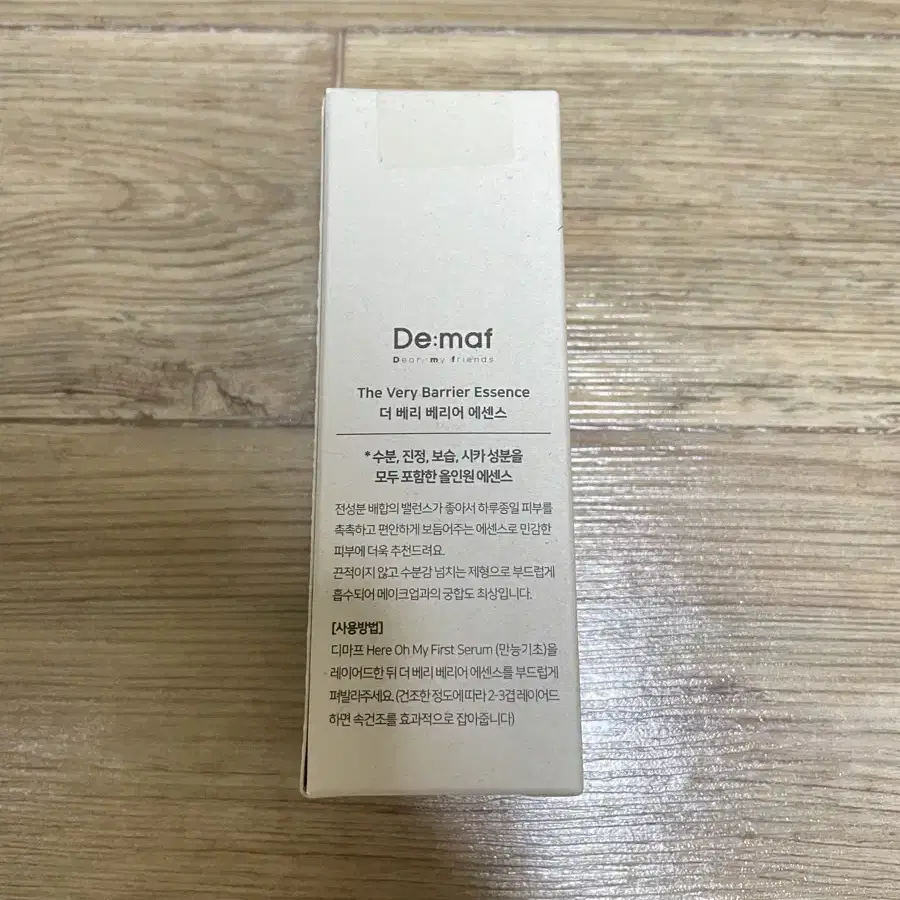 De:maf
Dear: my friends
The Very Barrier Essence
더 베리 베리어 에센스
* 수분, 진정, 보습, 시카 성분을
모두 포함한 올인원 에센스
전성분 배합의 밸런스가 좋아서 하루종일 피부를
촉촉하고 편안하게 보듬어주는 에센스로 민감한
피부에 더욱 추천드려요.
끈적이지 않고 수분감 넘치는 제형으로 부드럽게
흡수되어 메이크업과의 궁합도 최상입니다.
[사용방법]
디마프 Here Oh My First Serum (만능기초)을
레이어드한 뒤 더 베리 베리어 에센스를 부드럽게
펴발라주세요. (건조한 정도에 따라 2-3겹 레이어드
하면 속건조를 효과적으로 잡아줍니다)